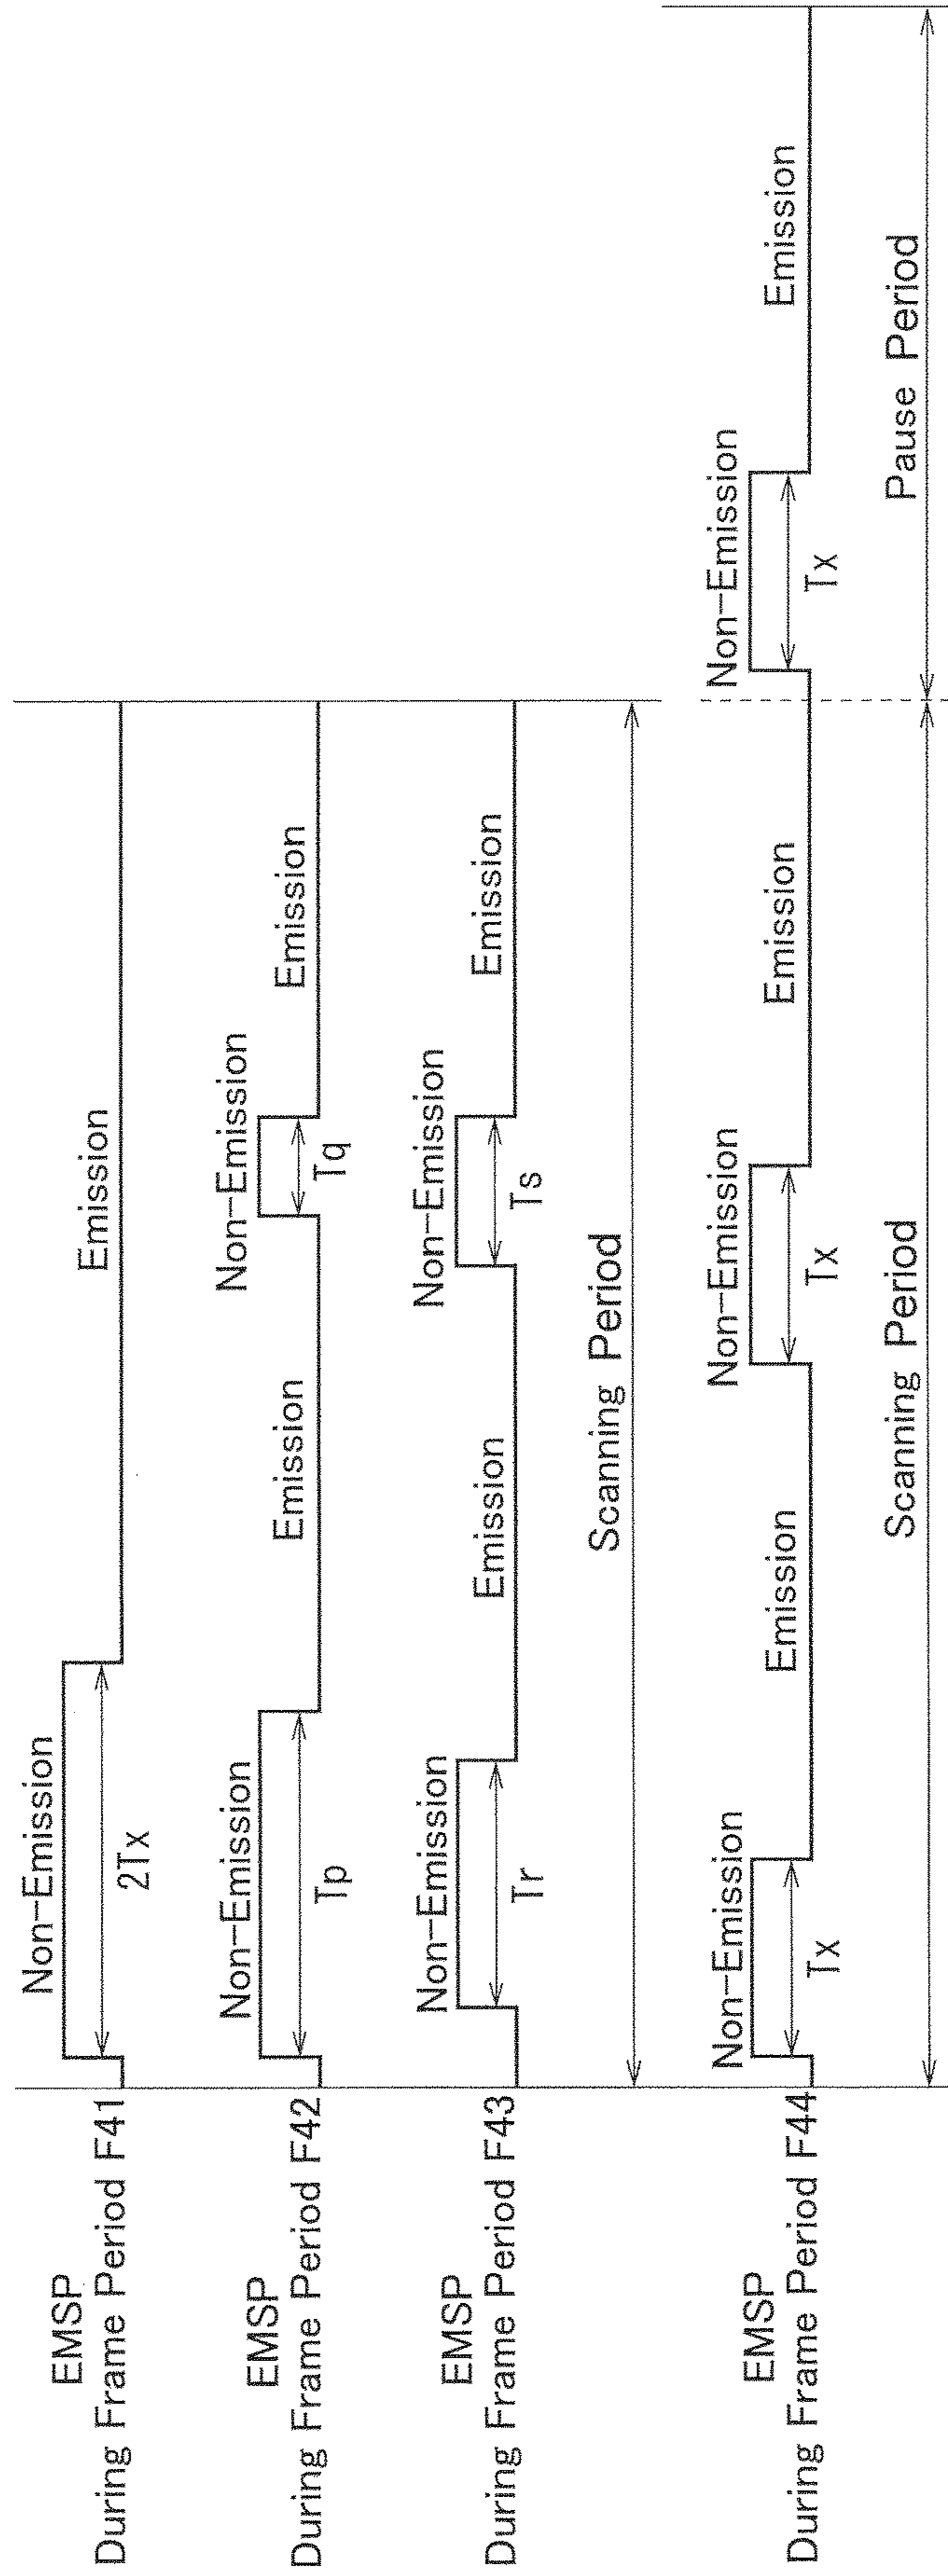 EMSP
During Frame Period F41
Non-Emission
2Tx
Emission
EMSP
During Frame Period F42
Non-Emission
Tp
Emission
Non-Emission
Tq
Emission
EMSP
During Frame Period F43
Non-Emission
Tr
Emission
Non-Emission
Ts
Emission
Scanning Period
EMSP
During Frame Period F44
Non-Emission
Tx
Emission
Non-Emission
Tx
Emission
Non-Emission
Tx
Emission
Scanning Period
Pause Period